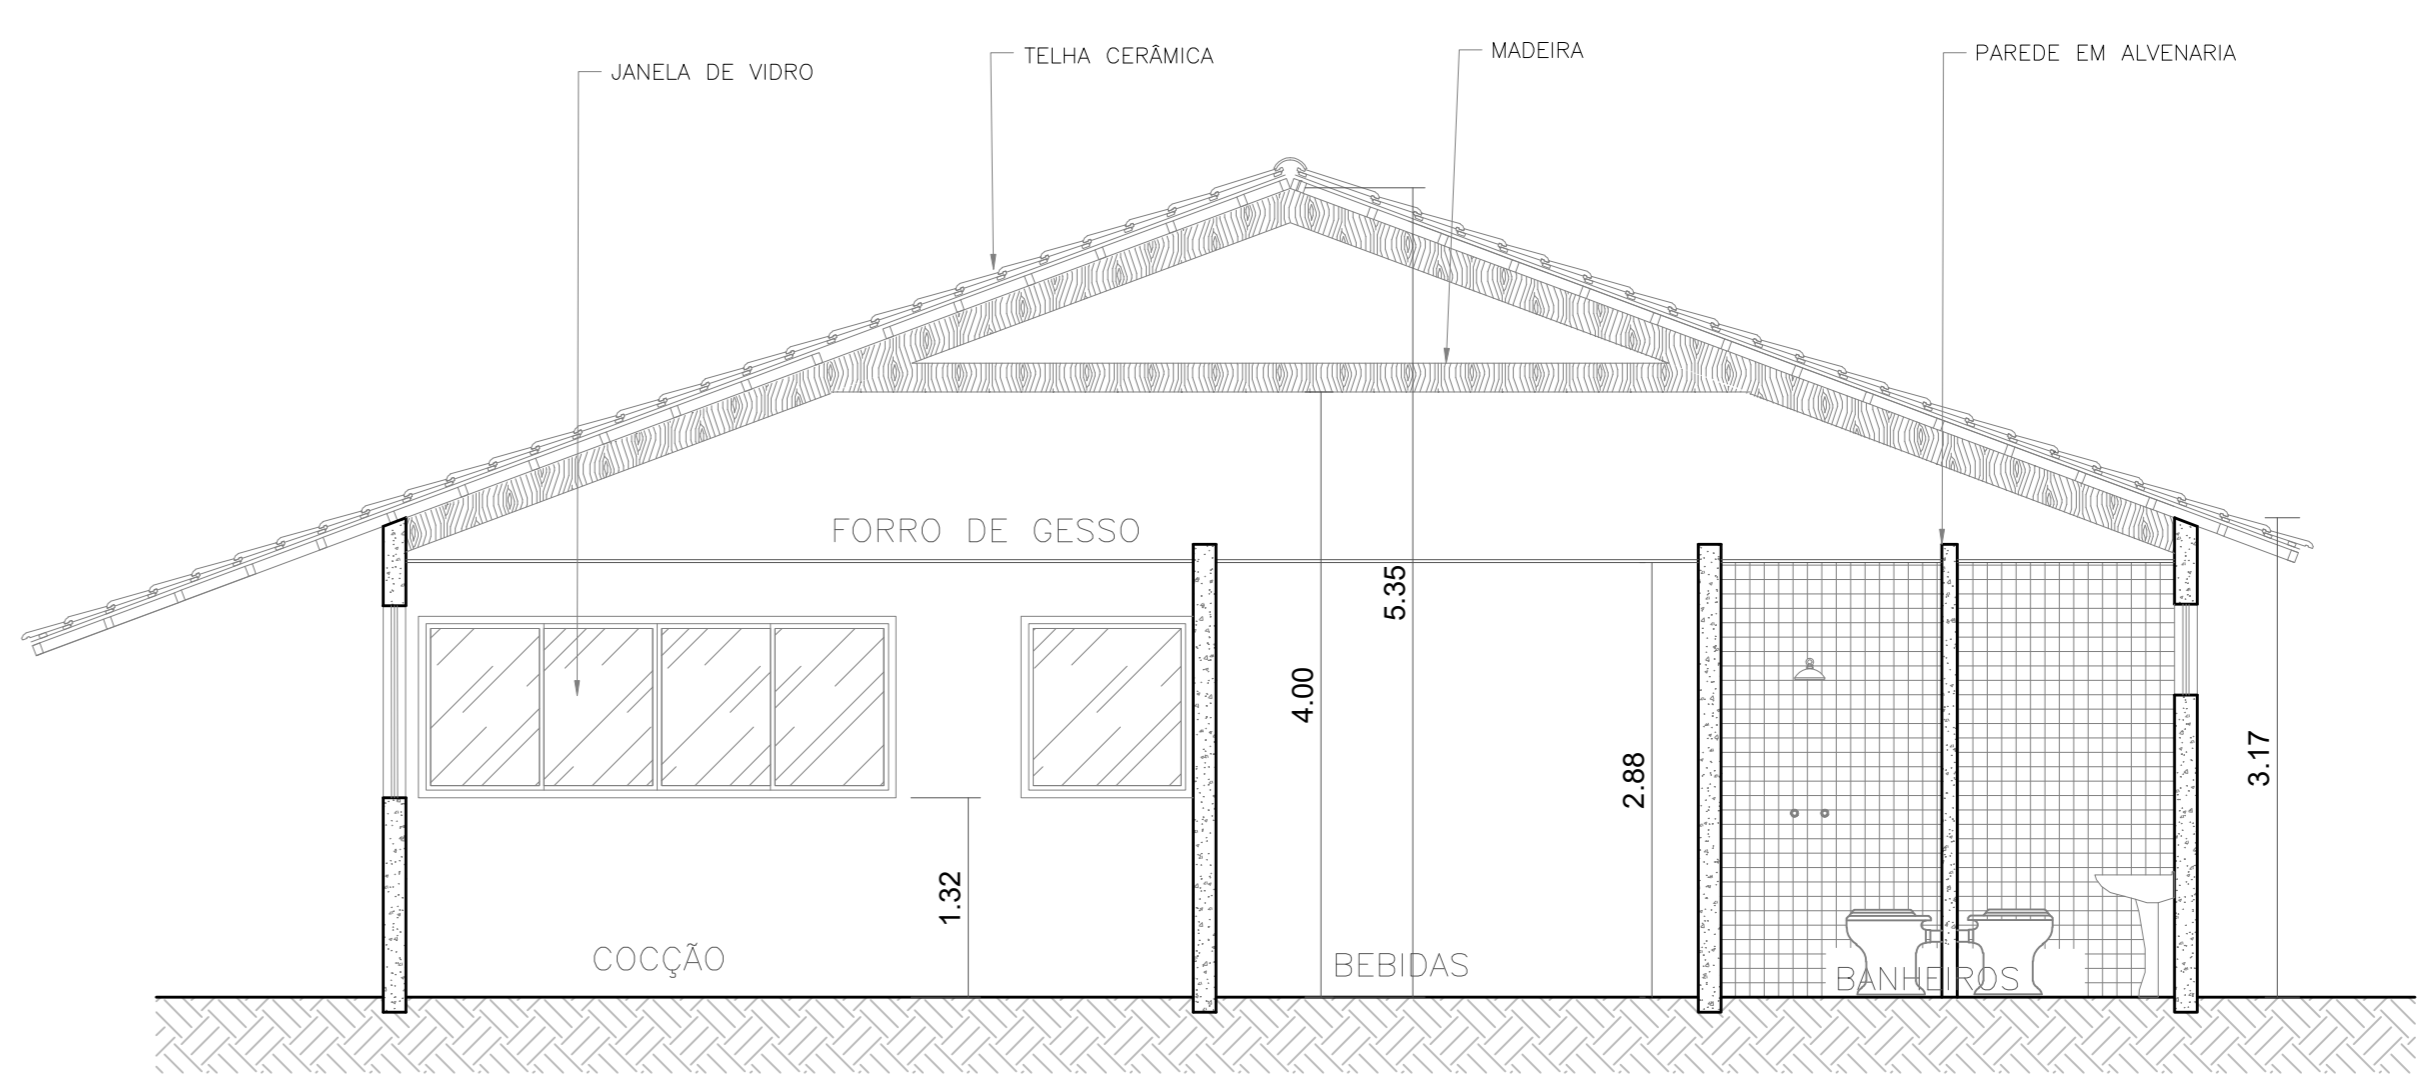 MADEIRA
TELHA CERÂMICA
PAREDE EM ALVENARIA
JANELA DE VIDRO
FORRO DE GESSO
5.35
4.00
2.88
3.17
1.32
COCÇÃO
BEBIDAS
BANHEIROS